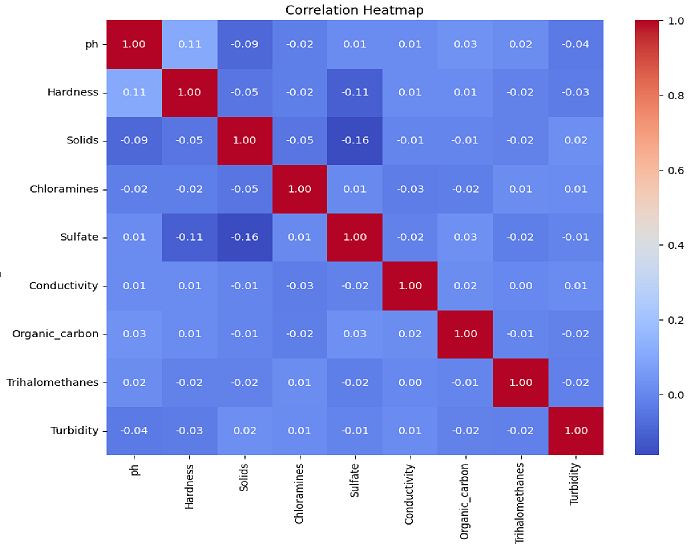 Correlation Heatmap
ph 1.00 0.11 -0.09 -0.02 0.01 0.01 0.03 0.02 -0.04
Hardness 0.11 1.00 -0.05 -0.02 -0.11 0.01 0.01 -0.02 -0.03
Solids -0.09 -0.05 1.00 -0.05 -0.16 -0.01 -0.01 -0.02 0.02
Chloramines -0.02 -0.02 -0.05 1.00 0.01 -0.03 -0.02 0.01 0.01
Sulfate 0.01 -0.11 -0.16 0.01 1.00 -0.02 0.03 -0.02 -0.01
Conductivity 0.01 0.01 -0.01 -0.03 -0.02 1.00 0.02 0.00 0.01
Organic_carbon 0.03 0.01 -0.01 -0.02 0.03 0.02 1.00 -0.01 -0.02
Trihalomethanes 0.02 -0.02 -0.02 0.01 -0.02 0.00 -0.01 1.00 -0.02
Turbidity -0.04 -0.03 0.02 0.01 -0.01 0.01 -0.02 -0.02 1.00
ph Hardness Solids Chloramines Sulfate Conductivity Organic_carbon Trihalomethanes Turbidity
1.0
0.8
0.6
0.4
0.2
0.0